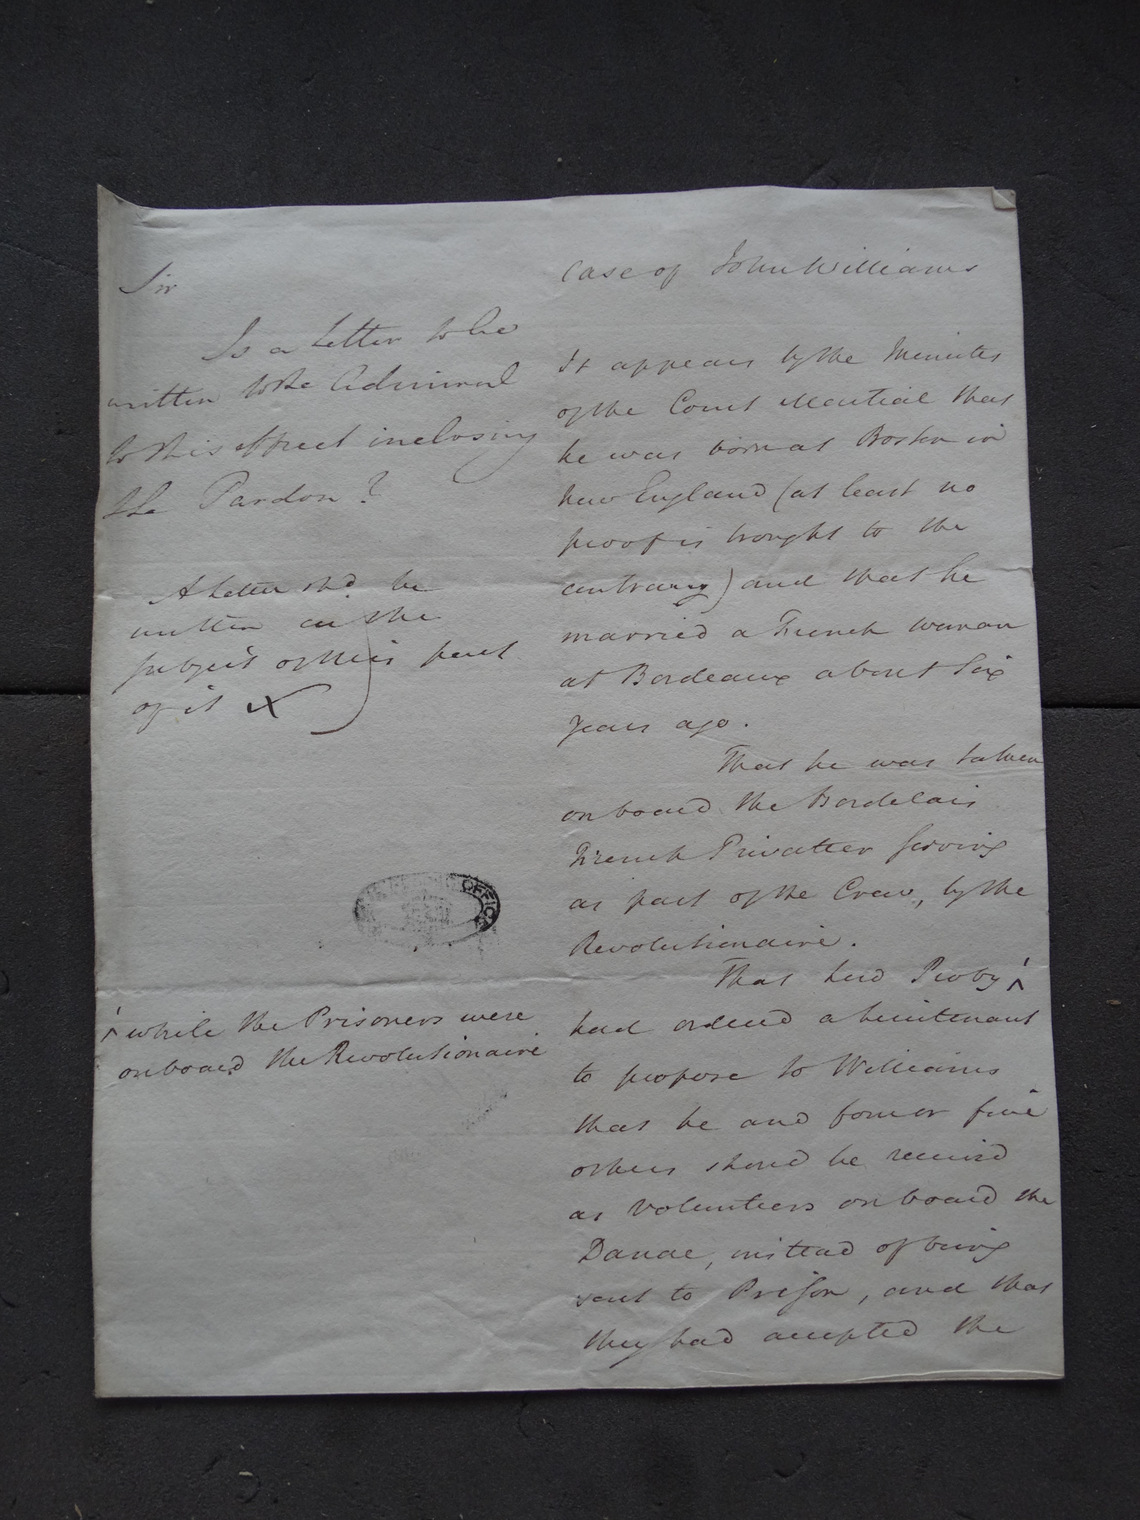 Sir
Is a Letter to be
written to the Admiral
to this effect inclosing
the Pardon?
A Letter shd. be
written on the
subject of this part
of it X
OFFICE
^ while the Prisoners were
on board the Revolutionaire
Case of John Williams
It appears by the Minutes
of the Court Martial that
he was born at Boston in
New England (at least no
proof is brought to the
contrary) and that he
married a French woman
at Bordeaux about Six
years ago.
That he was taken
on board the Bordelais
French Privateer serving
as part of the Crew, by the
Revolutionaire.
That Lord Proby ^
had ordered a Lieutenant
to propose to Williams
that he and four or five
others should be received
as Volunteers on board the
Danae, instead of being
sent to Prison, and that
they had accepted the